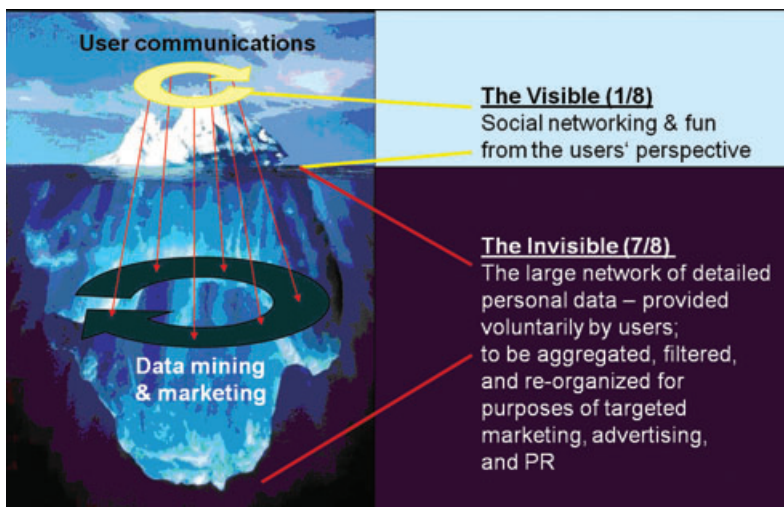 User communications
The Visible (1/8)
Social networking & fun
from the users‘ perspective
The Invisible (7/8)
The large network of detailed
personal data – provided
voluntarily by users;
to be aggregated, filtered,
and re-organized for
purposes of targeted
marketing, advertising,
and PR
Data mining
& marketing